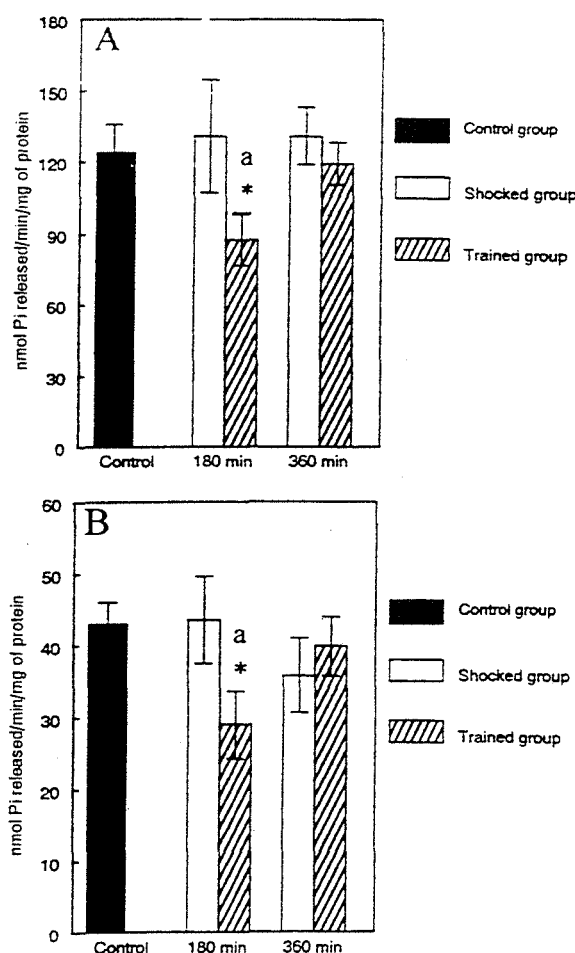 A
nmol Pi released/min/mg of protein
180
150
120
90
60
30
0
a
*
Control
180 min
360 min
Control group
Shocked group
Trained group
B
nmol Pi released/min/mg of protein
60
50
40
30
20
10
0
a
*
Control
180 min
360 min
Control group
Shocked group
Trained group